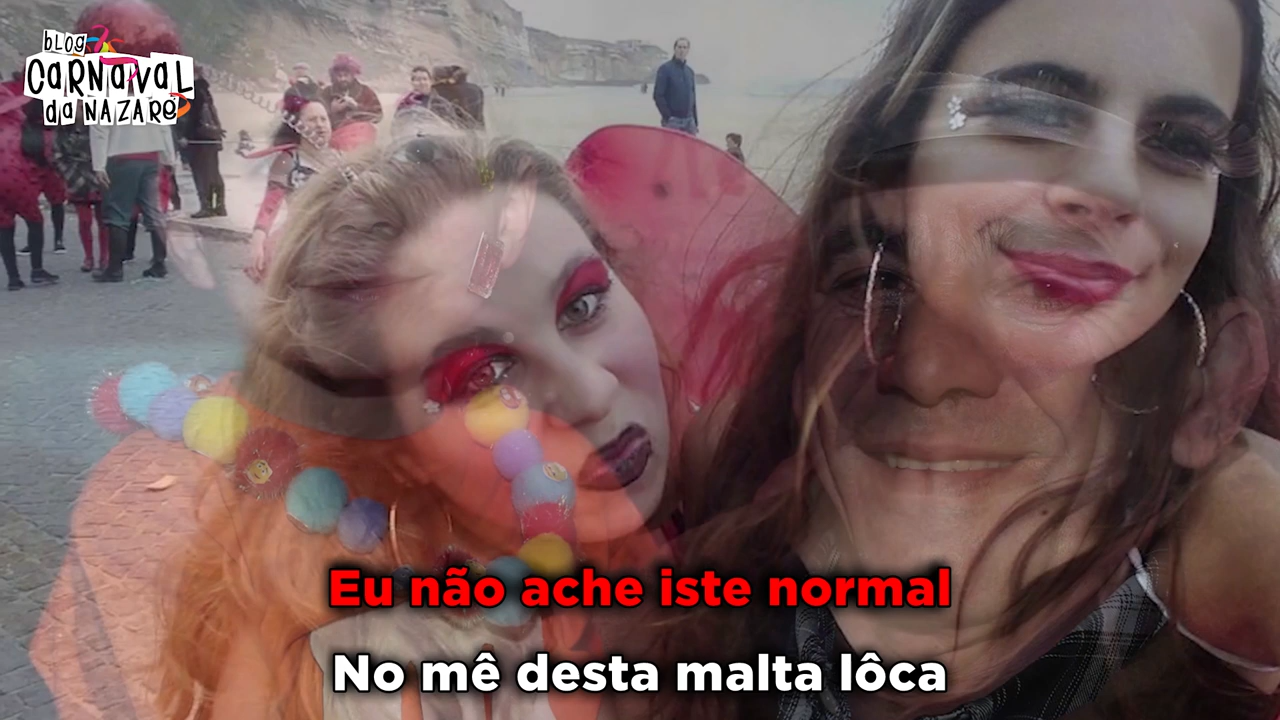 BLOG
CARNAVAL
da NAZARÉ
Eu não ache iste normal
No mê desta malta lôca